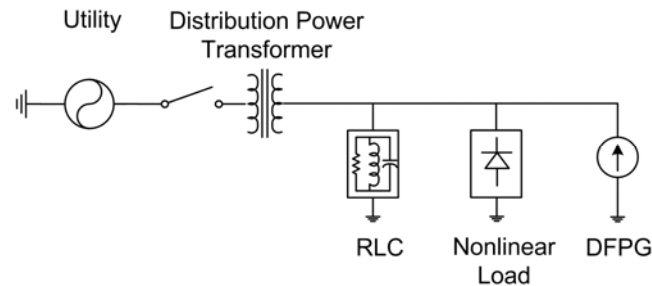 Utility
Distribution Power
Transformer
RLC
Nonlinear
Load
DFPG